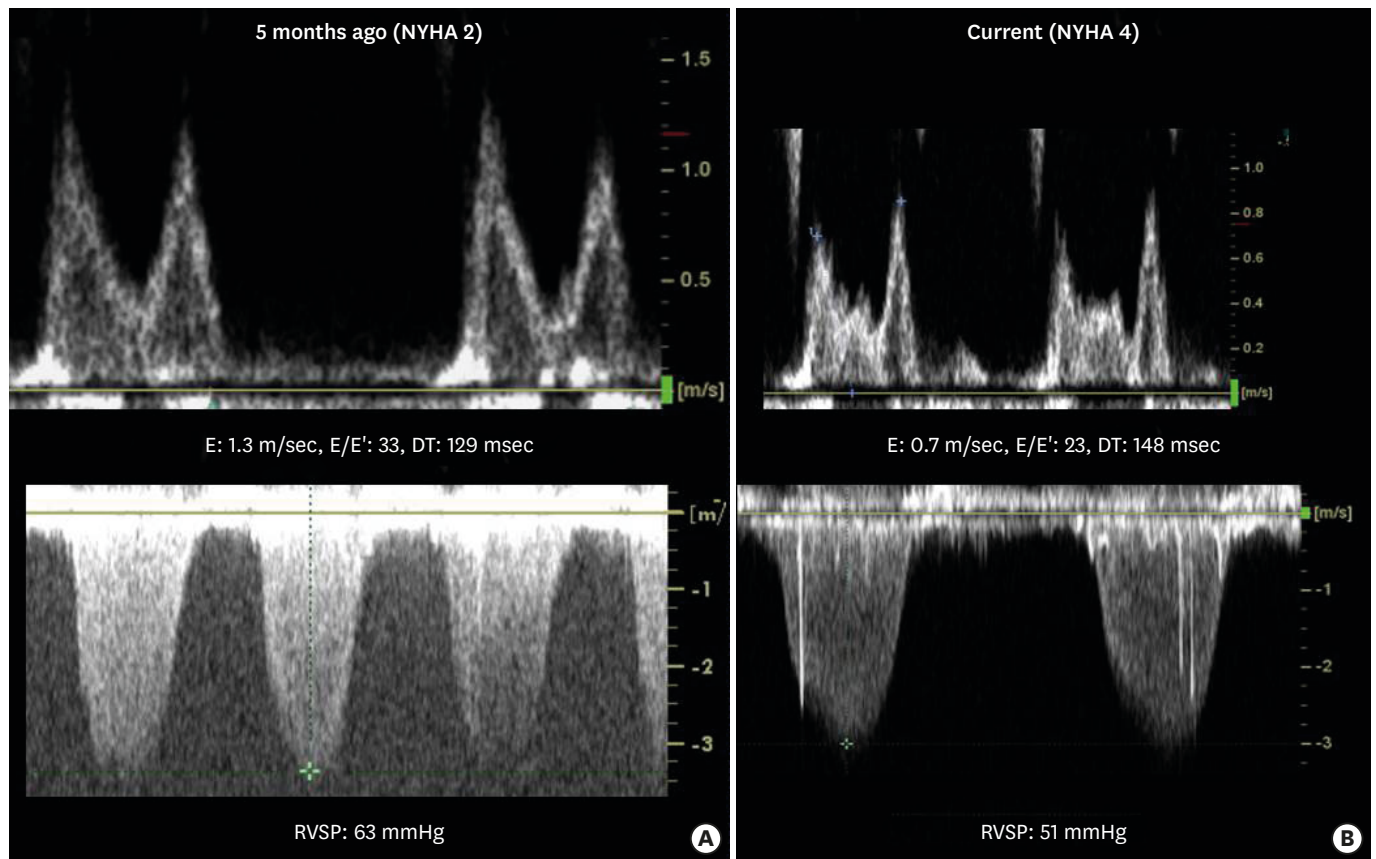 5 months ago (NYHA 2)
1.5
1.0
0.5
[m/s]
E: 1.3 m/sec, E/E': 33, DT: 129 msec
[m/
-1
-2
-3
RVSP: 63 mmHg
A
Current (NYHA 4)
1.0
0.8
0.6
0.4
0.2
[m/s]
E: 0.7 m/sec, E/E': 23, DT: 148 msec
[m/s]
-1
-2
-3
RVSP: 51 mmHg
B